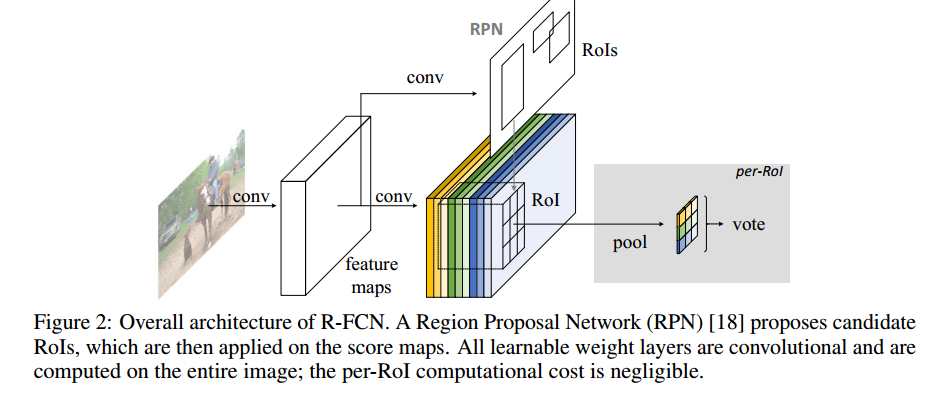 RPN
RoIs
conv
per-RoI
conv
conv
RoI
vote
pool
feature
maps
Figure 2: Overall architecture of R-FCN. A Region Proposal Network (RPN) [18] proposes candidate
RoIs, which are then applied on the score maps. All learnable weight layers are convolutional and are
computed on the entire image; the per-RoI computational cost is negligible.